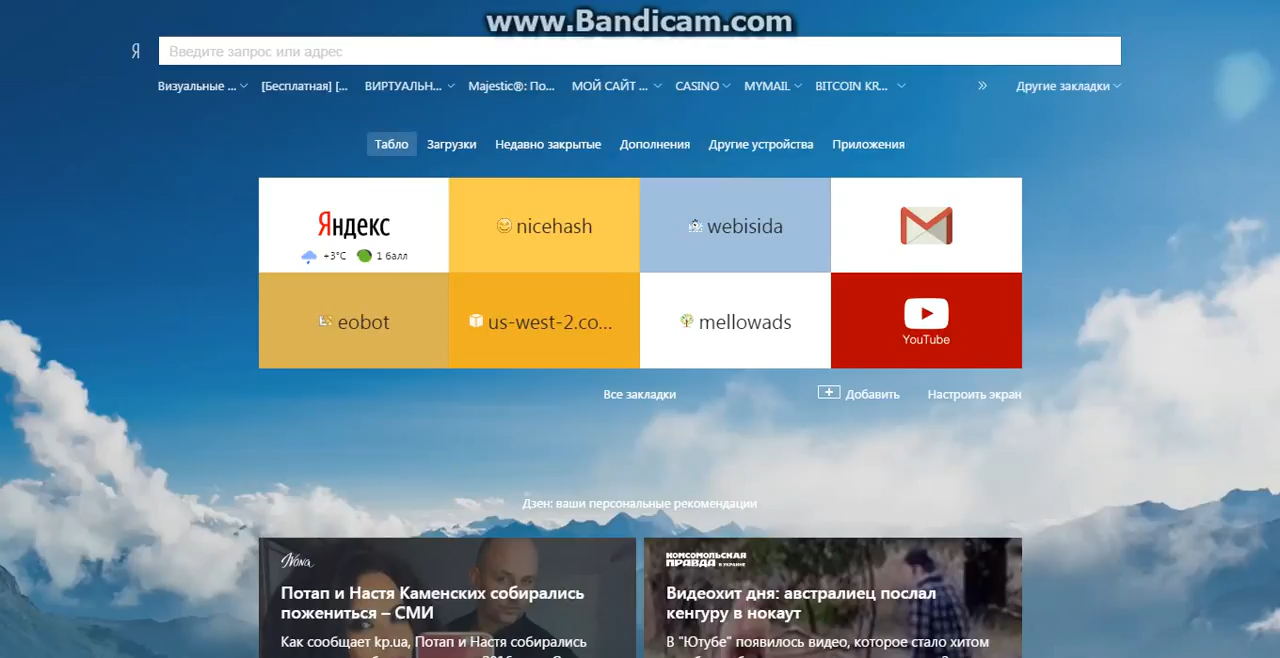 www.Bandicam.com
Я Введите запрос или адрес
Визуальные ... [Бесплатная] [... ВИРТУАЛЬН... Majestic®: По... МОЙ САЙТ ... CASINO MYMAIL BITCOIN KR... » Другие закладки
Табло Загрузки Недавно закрытые Дополнения Другие устройства Приложения
Яндекс
+3°C 1 балл
nicehash
webisida
eobot
us-west-2.co...
mellowads
YouTube
Все закладки Добавить Настроить экран
Дзен: ваши персональные рекомендации
Потап и Настя Каменских собирались
пожениться – СМИ
Как сообщает kp.ua, Потап и Настя собирались
КОМСОМОЛЬСКАЯ
ПРАВДА В УКРАИНЕ
Видеохит дня: австралиец послал
кенгуру в нокаут
В "Ютубе" появилось видео, которое стало хитом